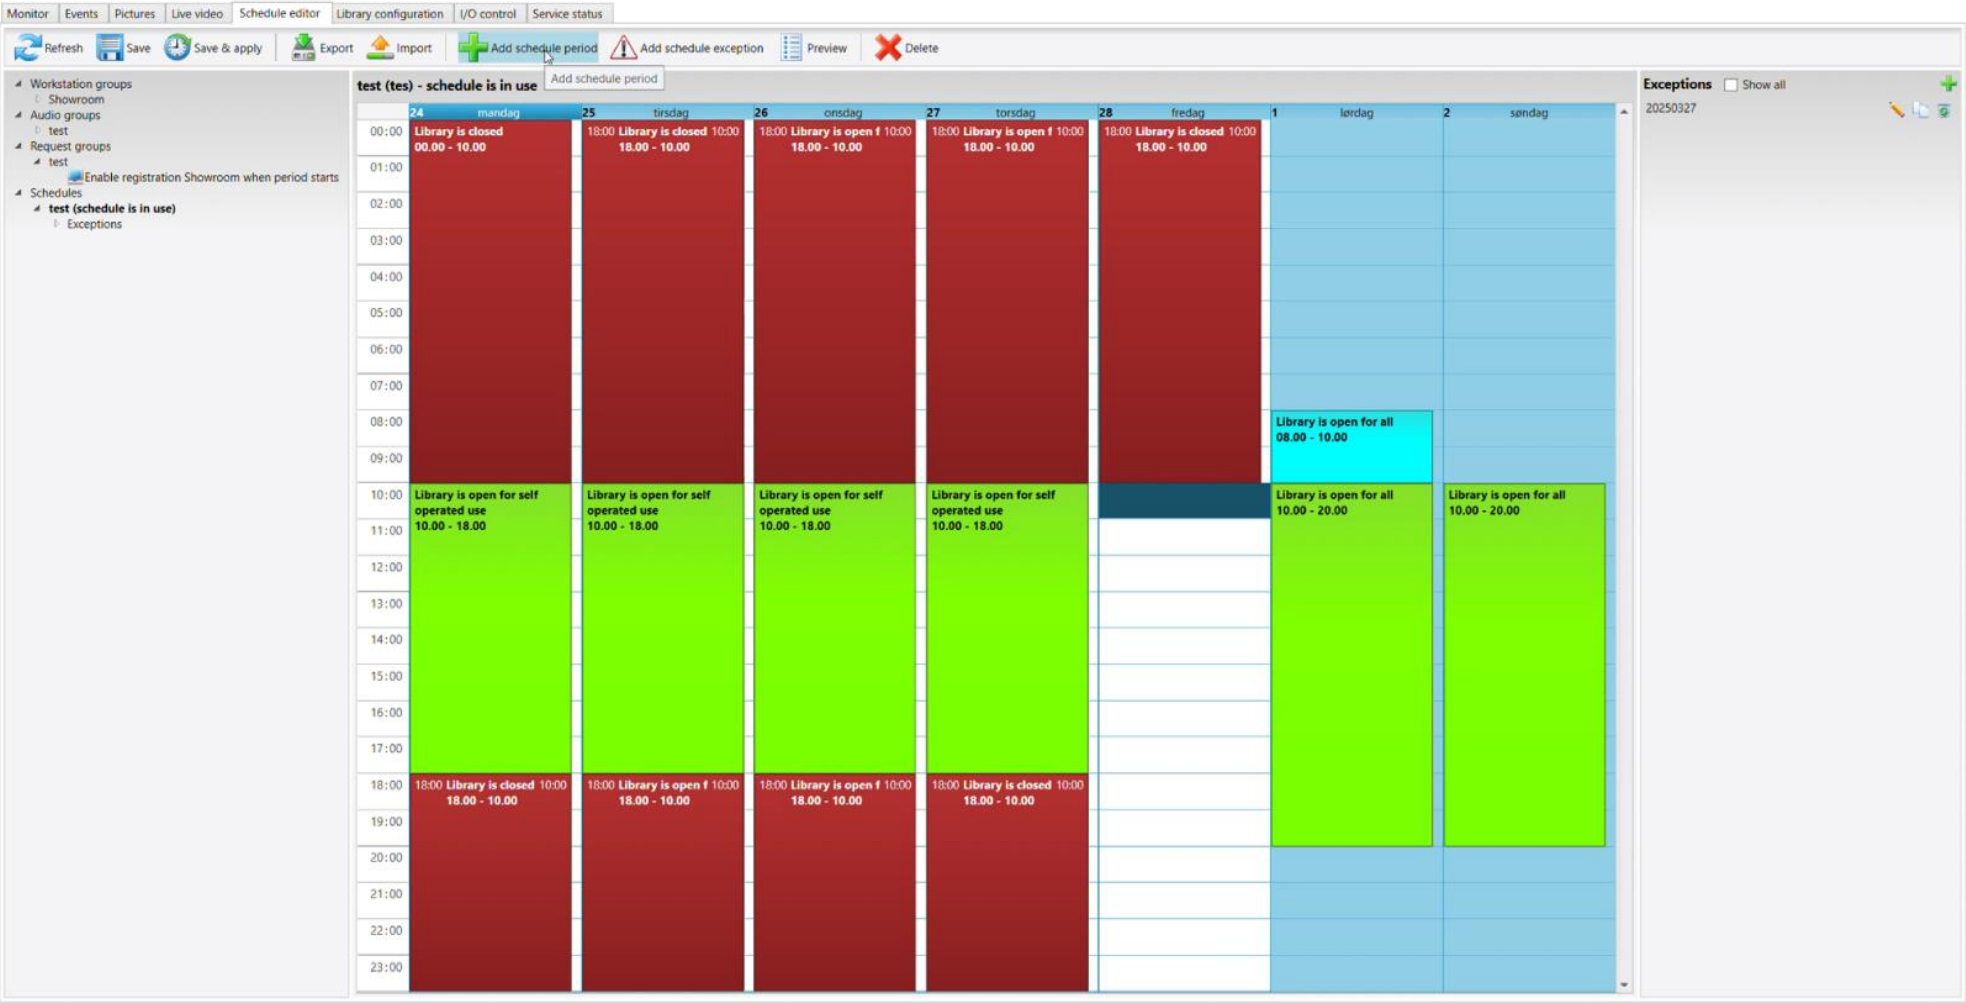 Monitor Events Pictures Live video Schedule editor Library configuration I/O control Service status
Refresh Save Save & apply Export Import Add schedule period Add schedule exception Preview Delete
Add schedule period
Workstation groups
Showroom
Audio groups
test
Request groups
test
Enable registration Showroom when period starts
Schedules
test (schedule is in use)
Exceptions
test (tes) - schedule is in use
24 mandag 25 tirsdag 26 onsdag 27 torsdag 28 fredag 1 lørdag 2 søndag
00:00
01:00
02:00
03:00
04:00
05:00
06:00
07:00
08:00
09:00
10:00
11:00
12:00
13:00
14:00
15:00
16:00
17:00
18:00
19:00
20:00
21:00
22:00
23:00
Library is closed
00.00 - 10.00
Library is open for self
operated use
10.00 - 18.00
18:00 Library is closed 10:00
18.00 - 10.00
18:00 Library is closed 10:00
18.00 - 10.00
Library is open for self
operated use
10.00 - 18.00
18:00 Library is open f 10:00
18.00 - 10.00
18:00 Library is open f 10:00
18.00 - 10.00
Library is open for self
operated use
10.00 - 18.00
18:00 Library is open f 10:00
18.00 - 10.00
18:00 Library is open f 10:00
18.00 - 10.00
Library is open for self
operated use
10.00 - 18.00
18:00 Library is closed 10:00
18.00 - 10.00
18:00 Library is closed 10:00
18.00 - 10.00
Library is open for all
08.00 - 10.00
Library is open for all
10.00 - 20.00
Library is open for all
10.00 - 20.00
Exceptions Show all
20250327